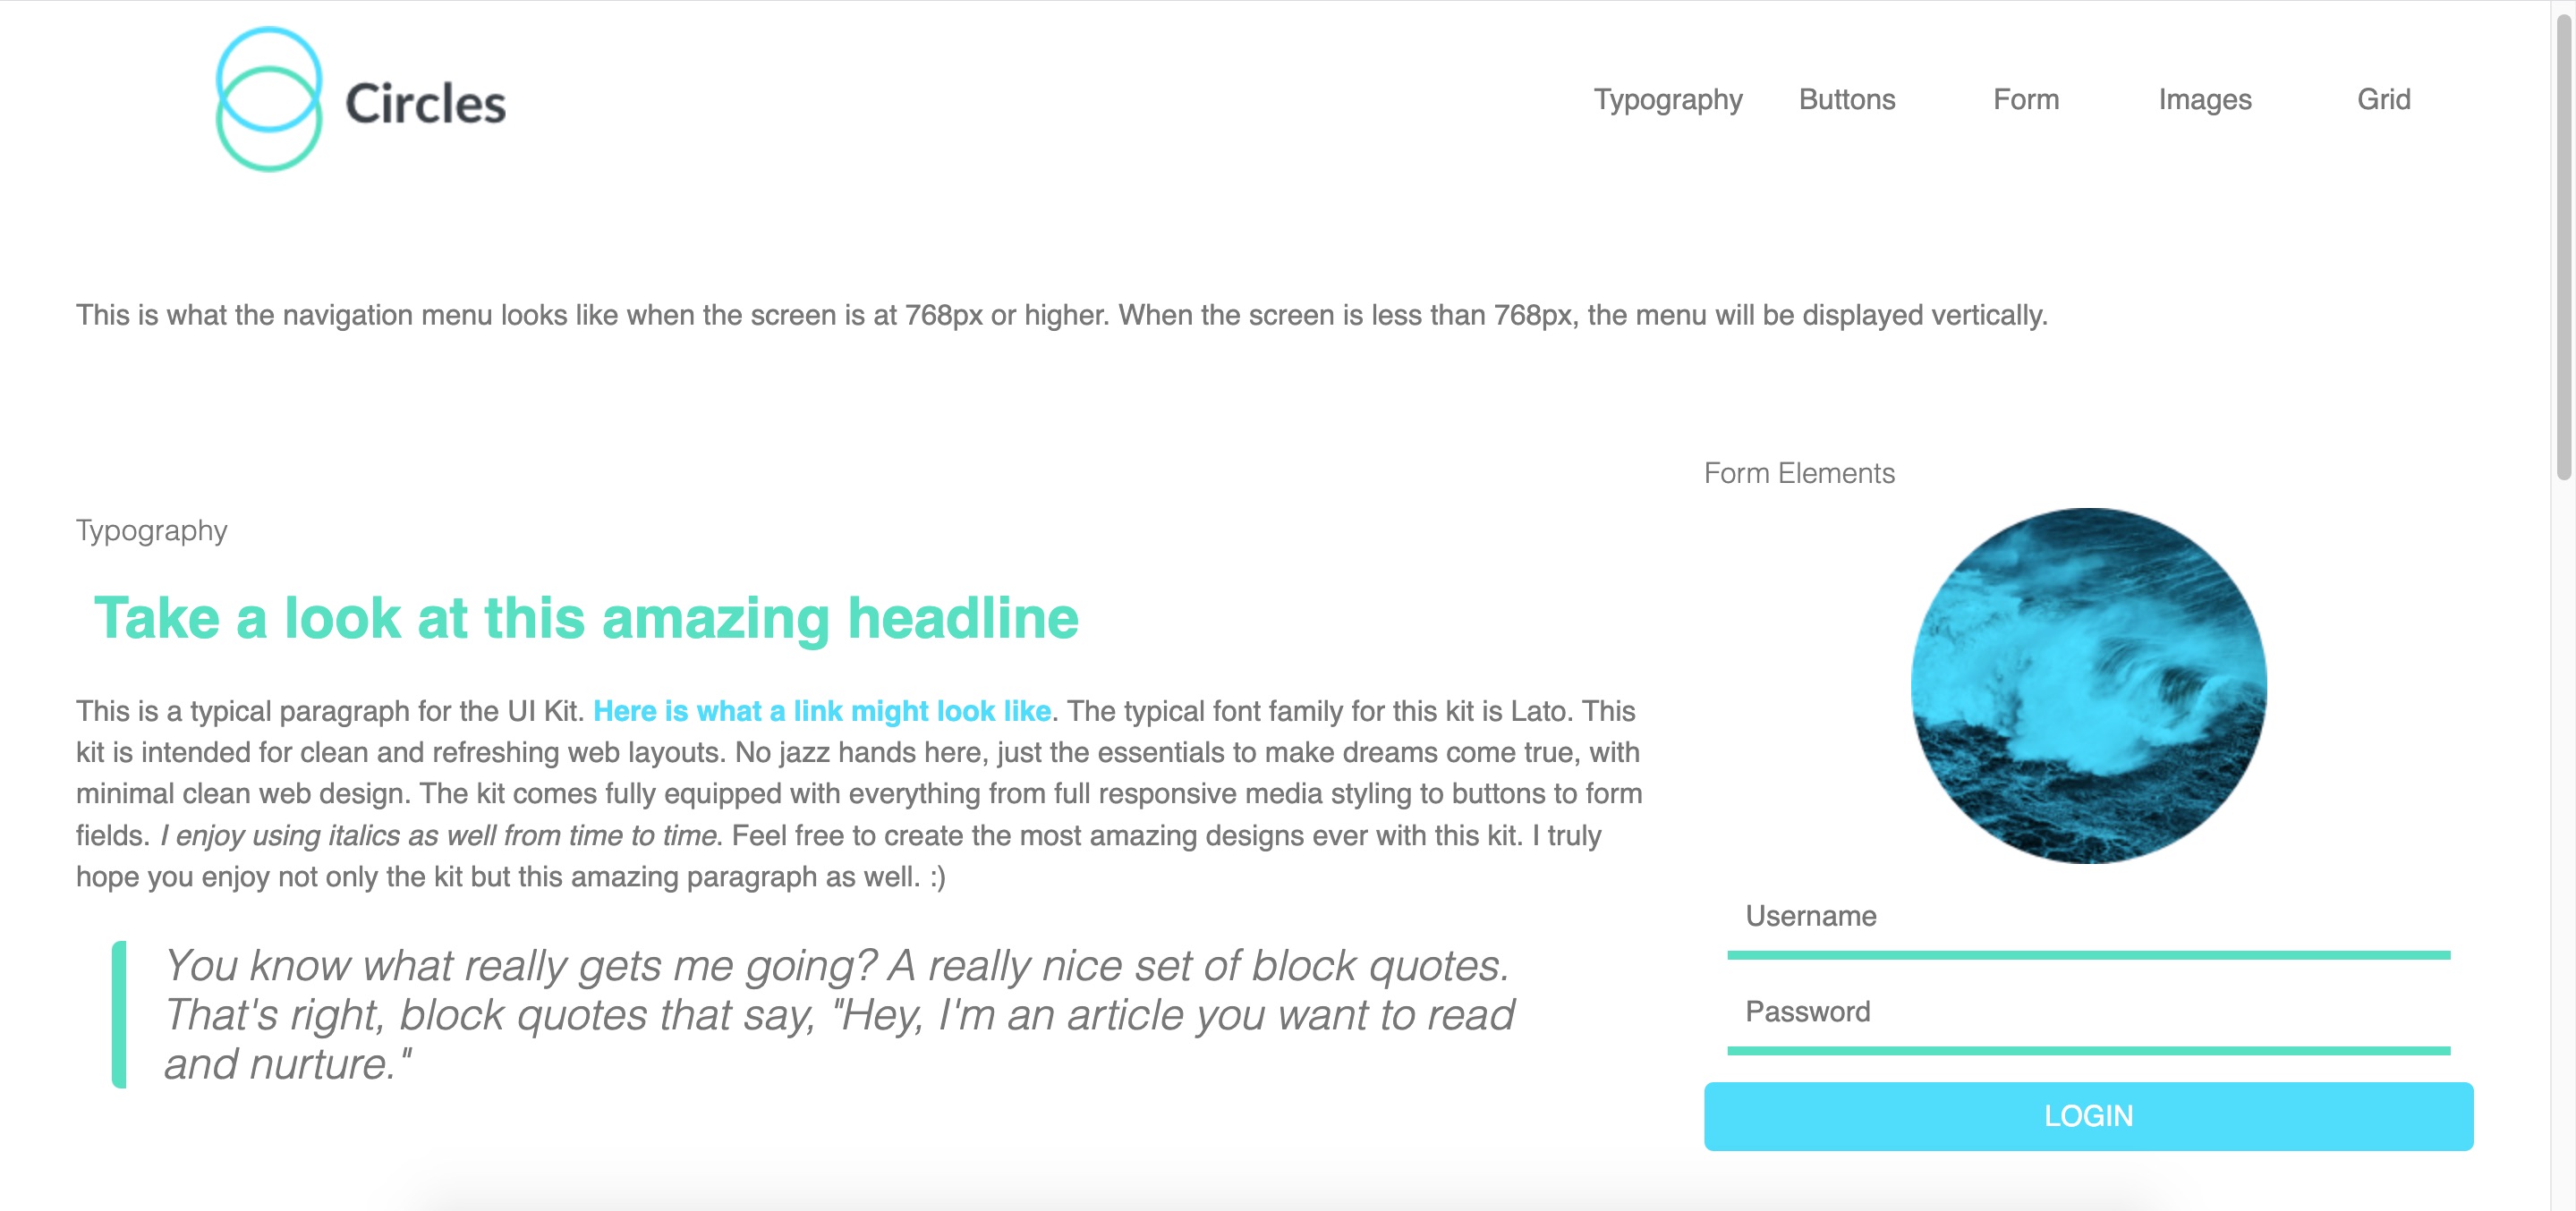 Circles
Typography Buttons Form Images Grid
This is what the navigation menu looks like when the screen is at 768px or higher. When the screen is less than 768px, the menu will be displayed vertically.
Typography
Take a look at this amazing headline
This is a typical paragraph for the UI Kit. Here is what a link might look like. The typical font family for this kit is Lato. This
kit is intended for clean and refreshing web layouts. No jazz hands here, just the essentials to make dreams come true, with
minimal clean web design. The kit comes fully equipped with everything from full responsive media styling to buttons to form
fields. I enjoy using italics as well from time to time. Feel free to create the most amazing designs ever with this kit. I truly
hope you enjoy not only the kit but this amazing paragraph as well. :)
You know what really gets me going? A really nice set of block quotes.
That's right, block quotes that say, "Hey, I'm an article you want to read
and nurture."
Form Elements
Username
Password
LOGIN